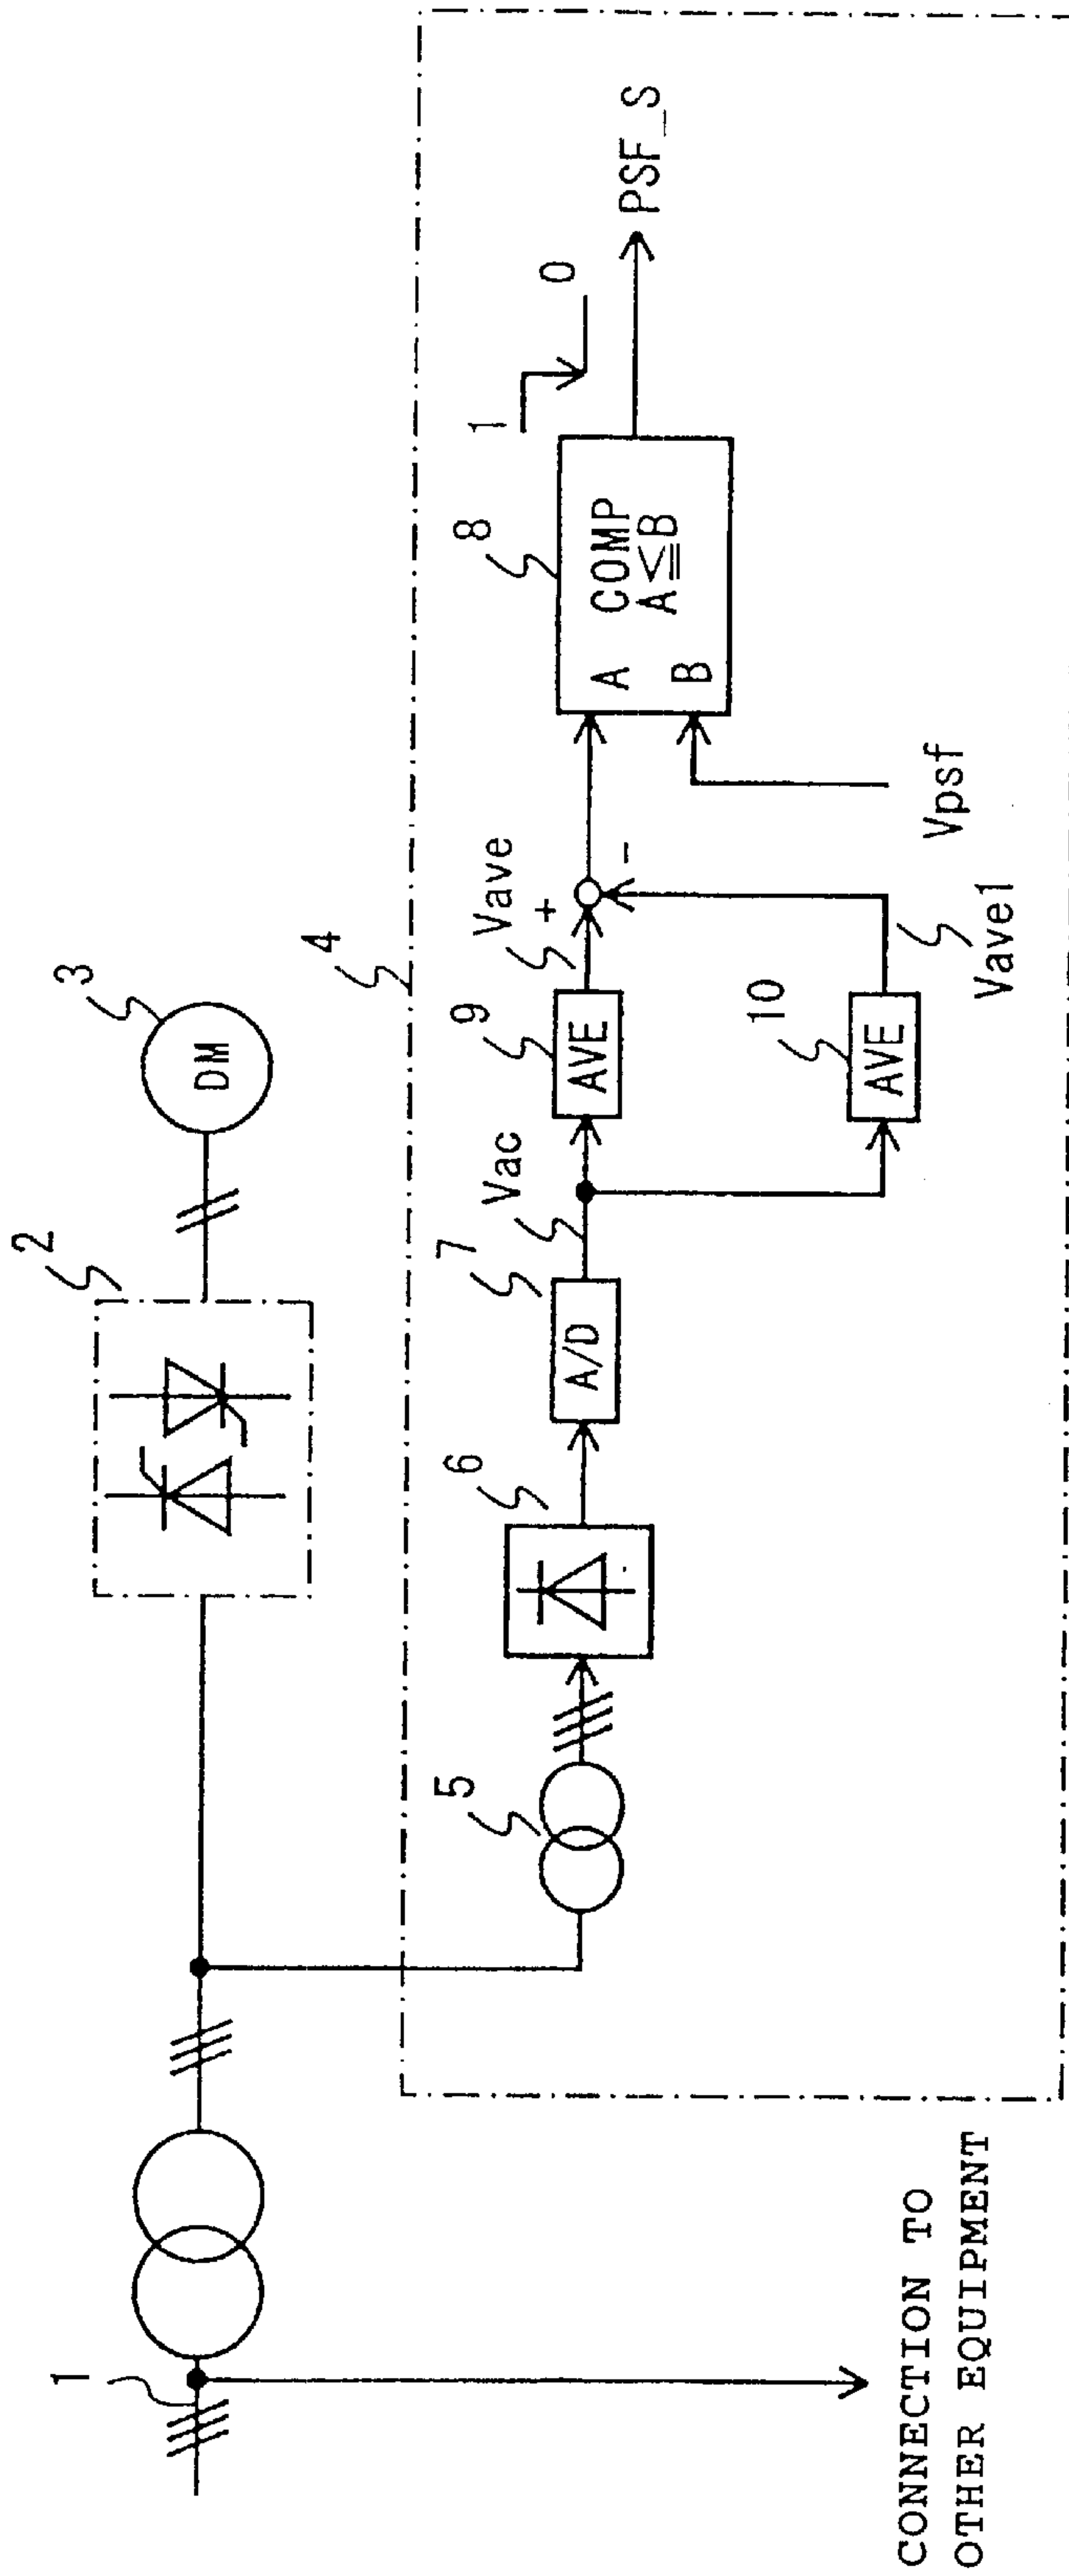 1
2
3
DM
4
5
6
7
A/D
Vac
9
AVE
Vave
+
-
10
AVE
Vave1
Vpsf
8
A
COMP
A≦B
B
1
0
PSF_S
CONNECTION TO
OTHER EQUIPMENT